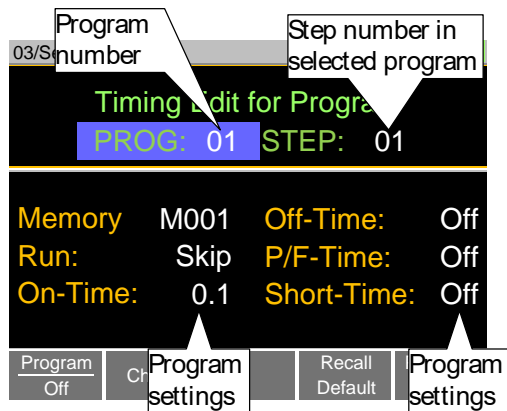 Program
number
Step number in
selected program
03/Se
Timing Edit for Progra
PROG: 01 STEP: 01
Memory M001 Off-Time: Off
Run: Skip P/F-Time: Off
On-Time: 0.1 Short-Time: Off
Program
Off
Ch
Recall
Default
Program
settings
Program
settings